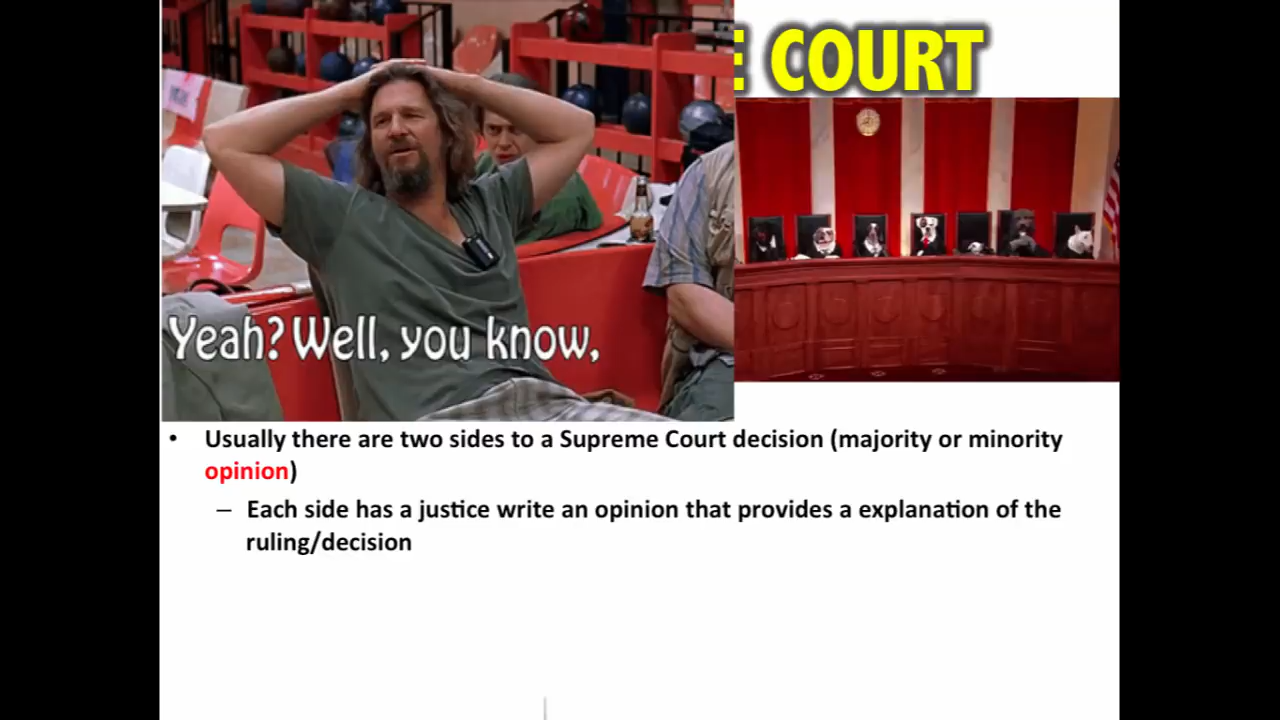 COURT
Yeah? Well, you know,
• Usually there are two sides to a Supreme Court decision (majority or minority
opinion)
– Each side has a justice write an opinion that provides a explanation of the
ruling/decision